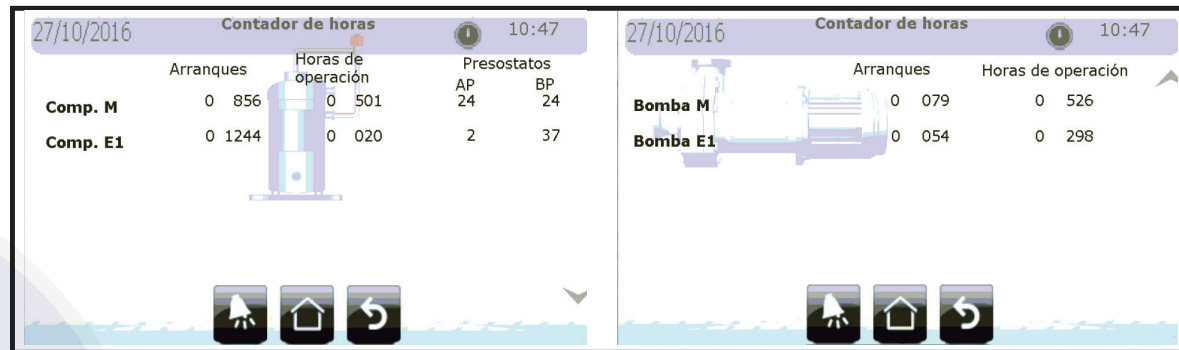 27/10/2016 Contador de horas 10:47
Arranques Horas de operación Presostatos
AP BP
Comp. M 0 856 0 501 24 24
Comp. E1 0 1244 0 020 2 37
27/10/2016 Contador de horas 10:47
Arranques Horas de operación
Bomba M 0 079 0 526
Bomba E1 0 054 0 298